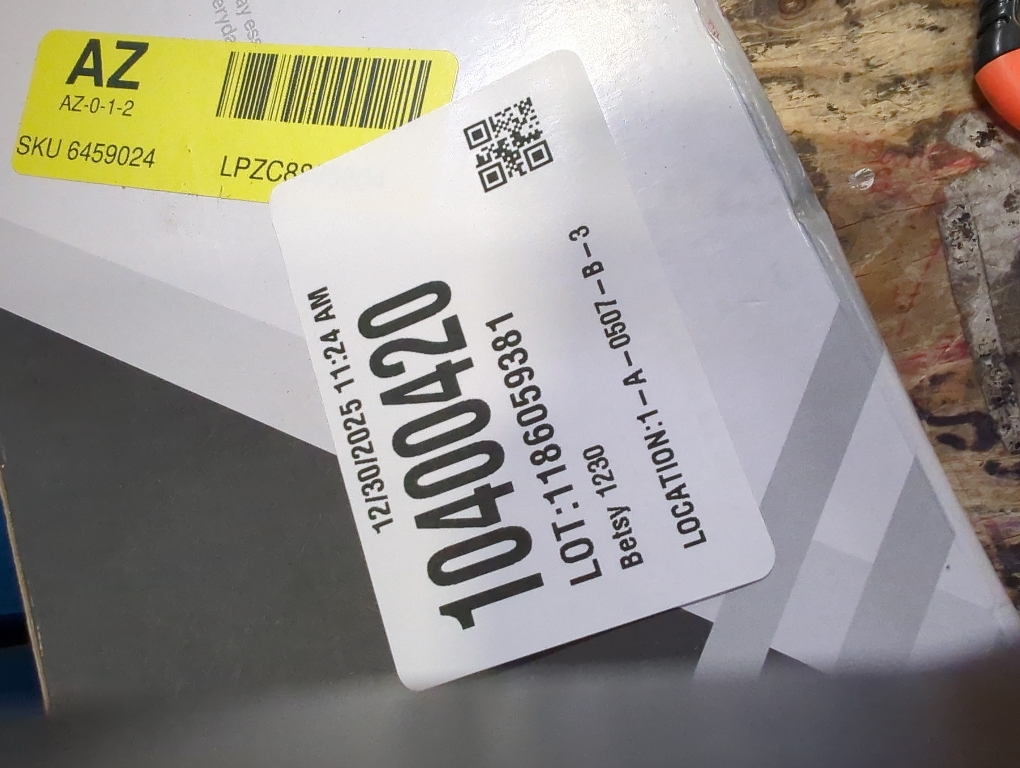 AZ
AZ-0-1-2
SKU 6459024
12/30/2025 11:24 AM
10400420
LOT:1186059381
Betsy 1230
LOCATION:1-A-0507-B-3